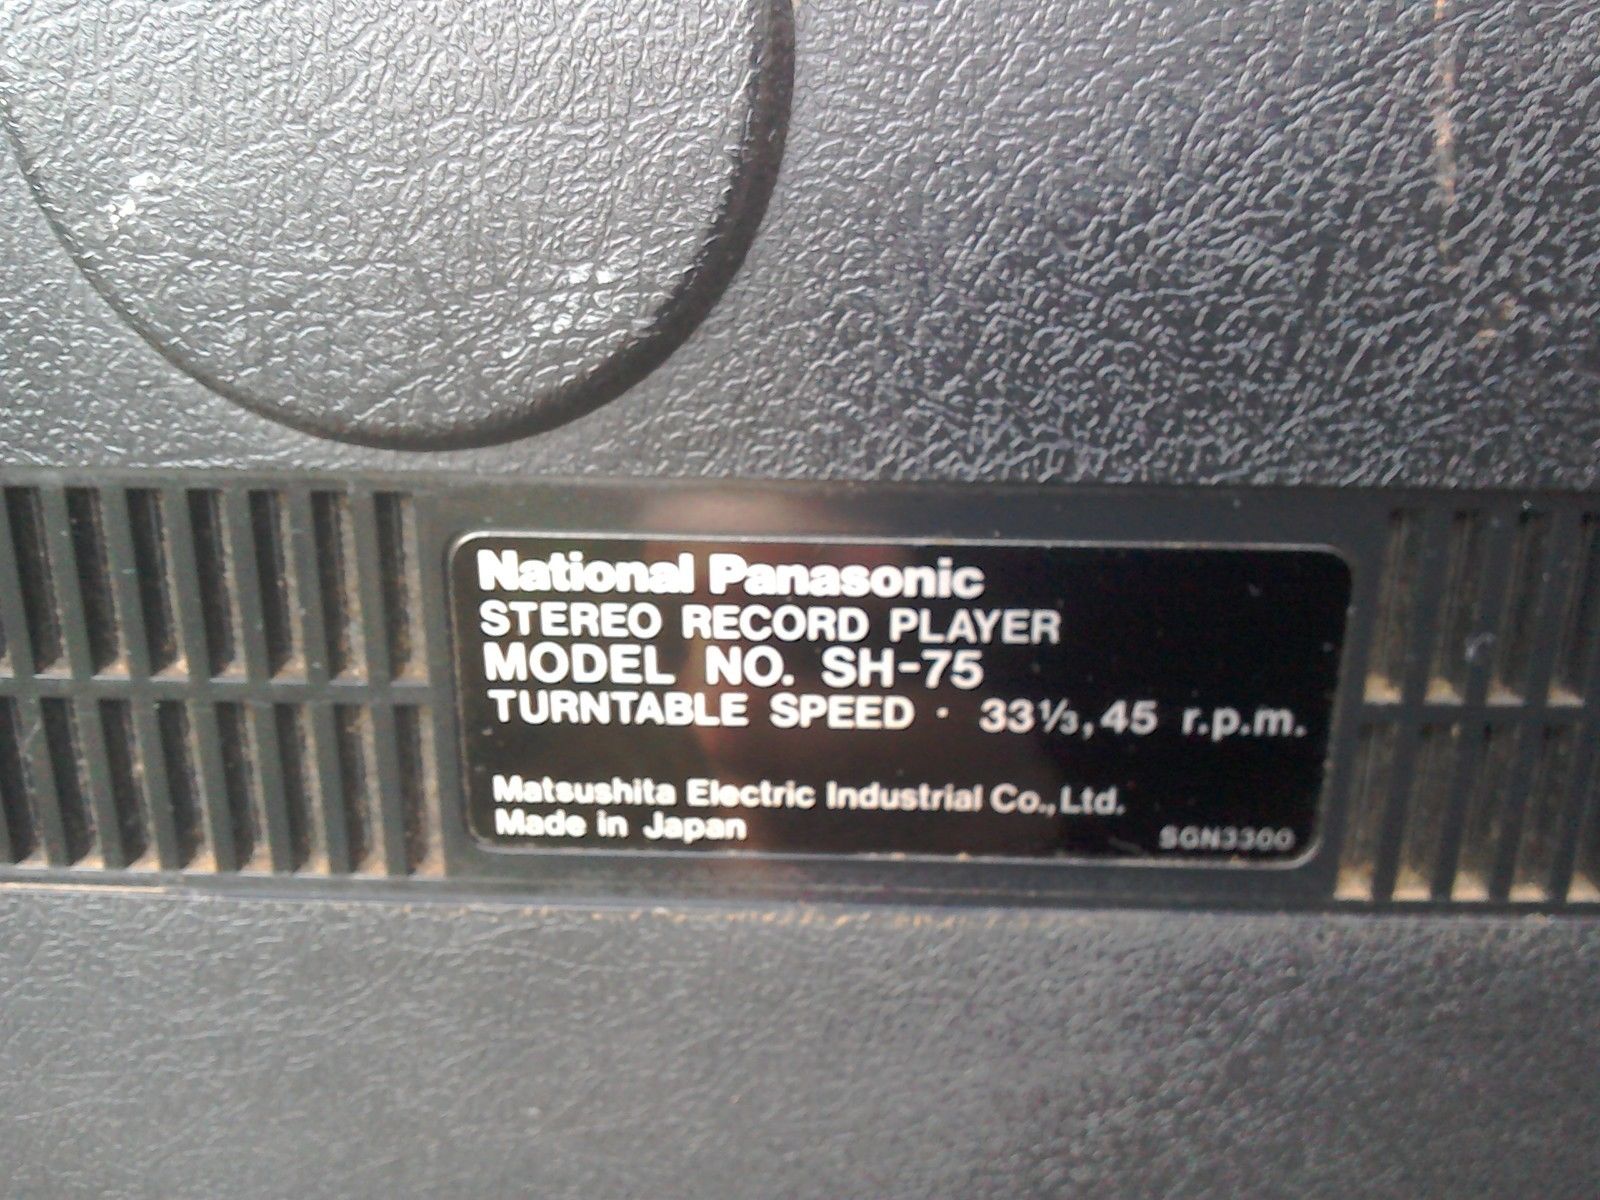 National Panasonic
STEREO RECORD PLAYER
MODEL NO. SH-75
TURNTABLE SPEED · 33⅓, 45 r.p.m.
Matsushita Electric Industrial Co., Ltd.
Made in Japan
SGN3300